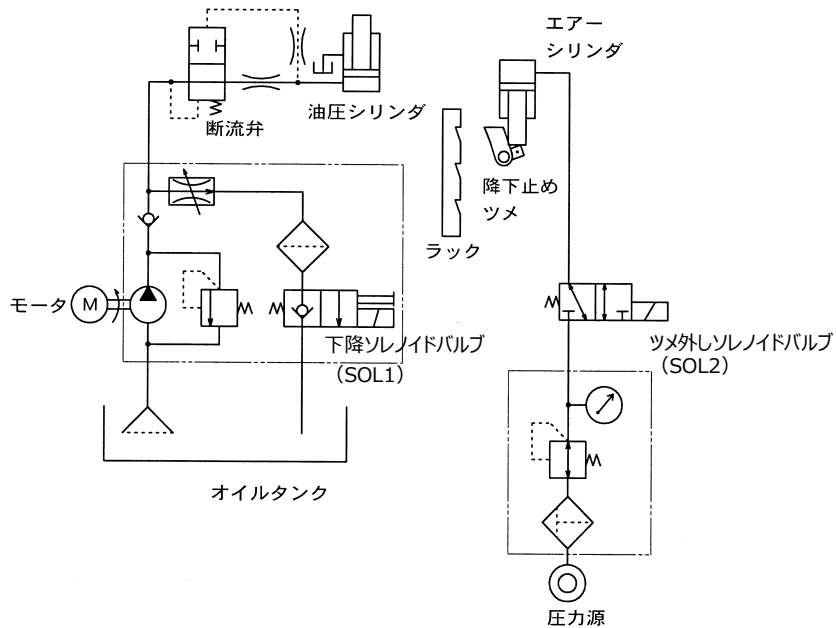 エアー
シリンダ
油圧シリンダ
断流弁
降下止め
ツメ
ラック
モータ
M
下降ソレノイドバルブ
（SOL1）
ツメ外しソレノイドバルブ
（SOL2）
オイルタンク
圧力源